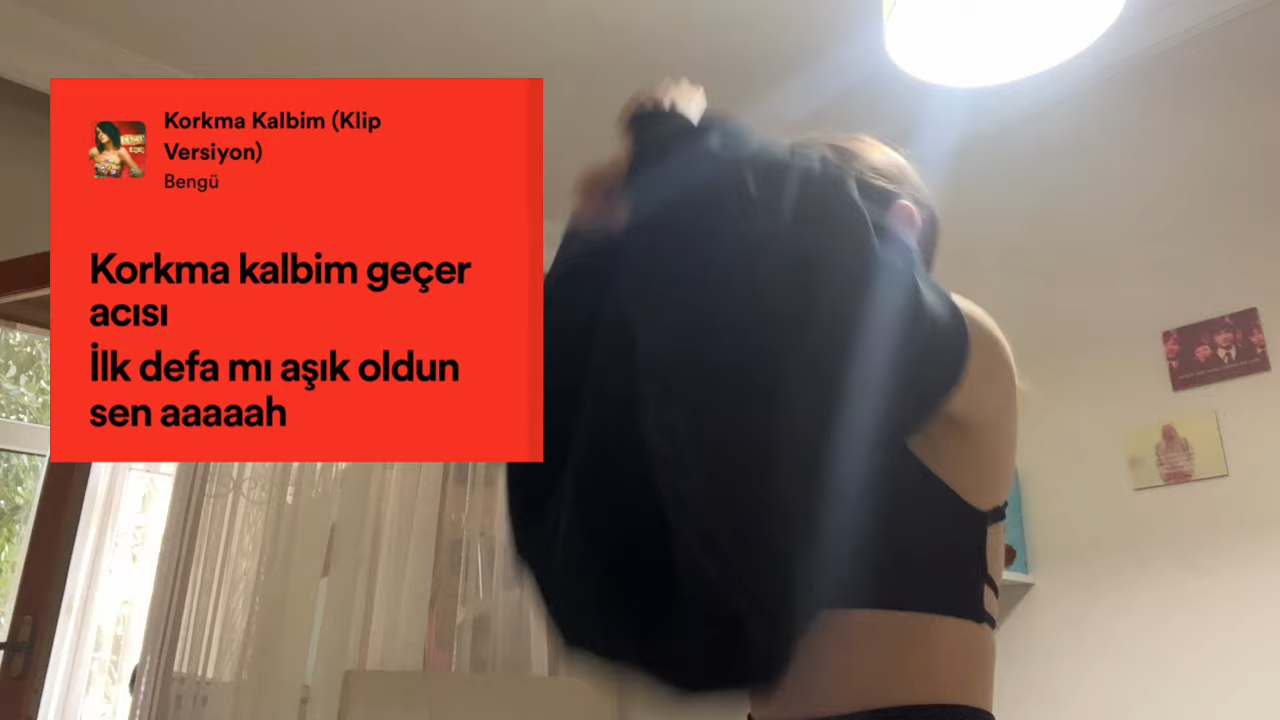 Korkma Kalbim (Klip
Versiyon)
Bengü
Korkma kalbim geçer
acısı
İlk defa mı aşık oldun
sen aaaaah